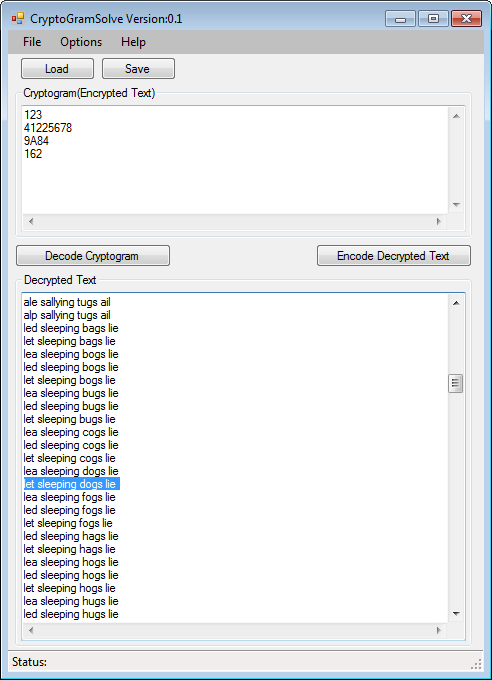 CryptoGramSolve Version:0.1
File Options Help
Load Save
Cryptogram(Encrypted Text)
123
41225678
9A84
162
Decode Cryptogram Encode Decrypted Text
Decrypted Text
ale sallying tugs ail
alp sallying tugs ail
led sleeping bags lie
let sleeping bags lie
lea sleeping bogs lie
led sleeping bogs lie
let sleeping bogs lie
lea sleeping bugs lie
led sleeping bugs lie
let sleeping bugs lie
lea sleeping cogs lie
led sleeping cogs lie
let sleeping cogs lie
lea sleeping dogs lie
let sleeping dogs lie
lea sleeping fogs lie
led sleeping fogs lie
let sleeping fogs lie
led sleeping hags lie
let sleeping hags lie
lea sleeping hogs lie
led sleeping hogs lie
let sleeping hogs lie
lea sleeping hugs lie
led sleeping hugs lie
Status: